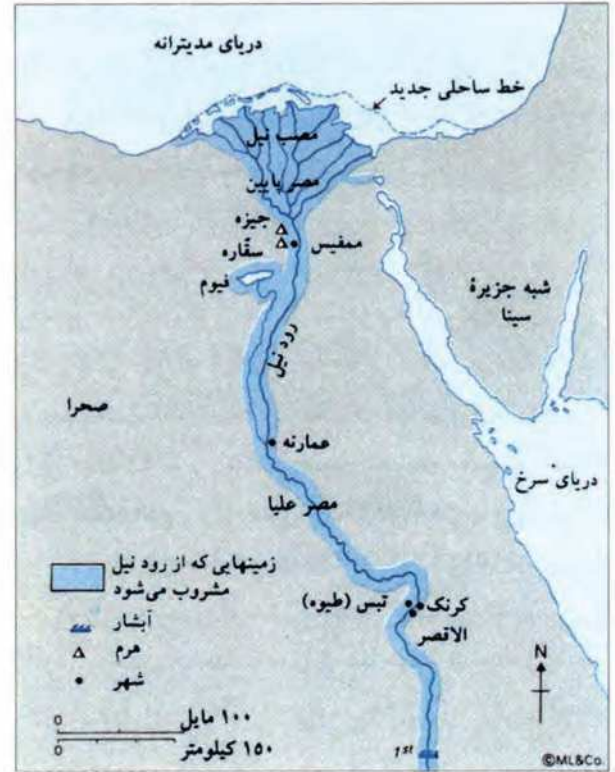 دریای مدیترانه
خط ساحلی جدید
مصب نیل
مصر پایین
جیزه
ممفیس
سقّاره
فیوم
شبه جزیرهٔ
سینا
رود نیل
صحرا
عمارنه
دریای سرخ
مصر علیا
زمینهایی که از رود نیل
مشروب می‌شود
تبس (طیوه)
کرنک
الاقصر
آبشار
هرم
شهر
N
0
۱۰۰ مایل
0
۱۵۰ کیلومتر
1st
©ML&Co.